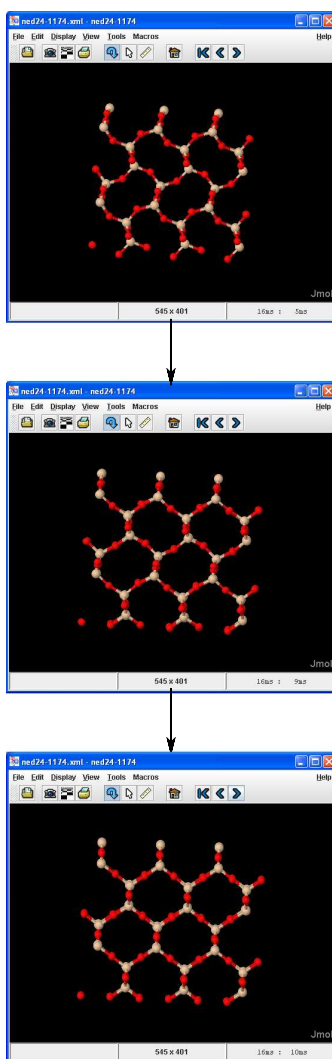 ned24-1174.xml - ned24-1174
File Edit Display View Tools Macros Help
Jmol
545 x 401 16ms : 5ms
ned24-1174.xml - ned24-1174
File Edit Display View Tools Macros Help
Jmol
545 x 401 16ms : 9ms
ned24-1174.xml - ned24-1174
File Edit Display View Tools Macros Help
Jmol
545 x 401 16ms : 10ms